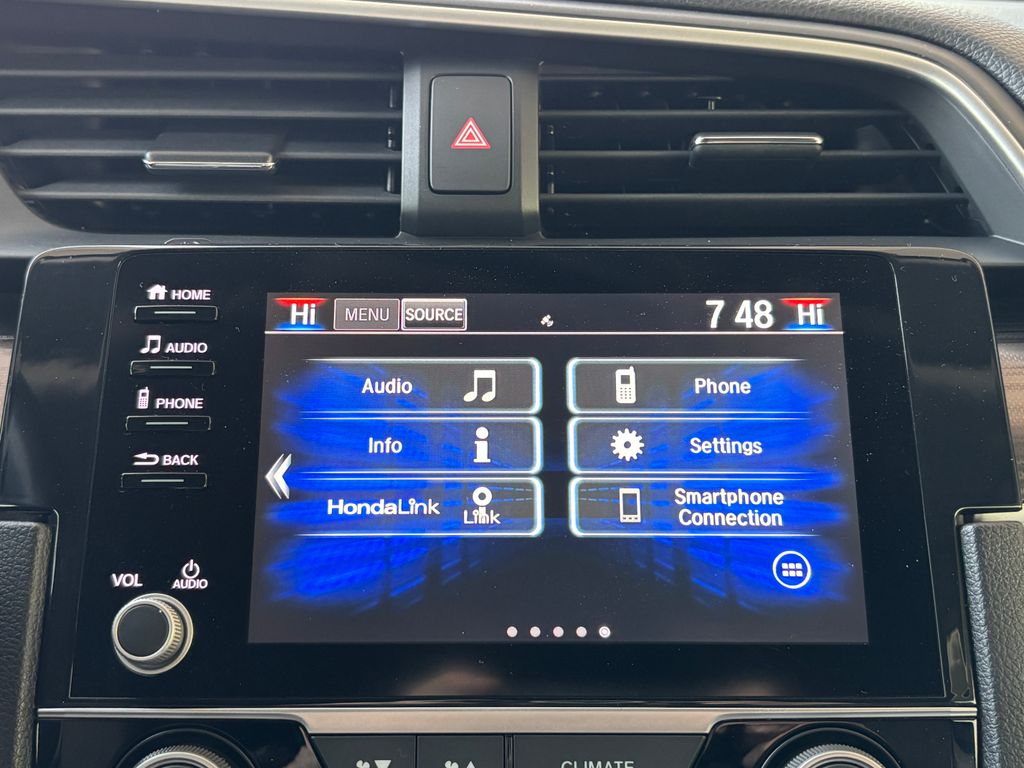 HOME
AUDIO
PHONE
BACK
VOL
AUDIO
Hi MENU SOURCE 7 48 Hi
Audio
Phone
Info
Settings
HondaLink
Link
Smartphone
Connection
CLIMATE